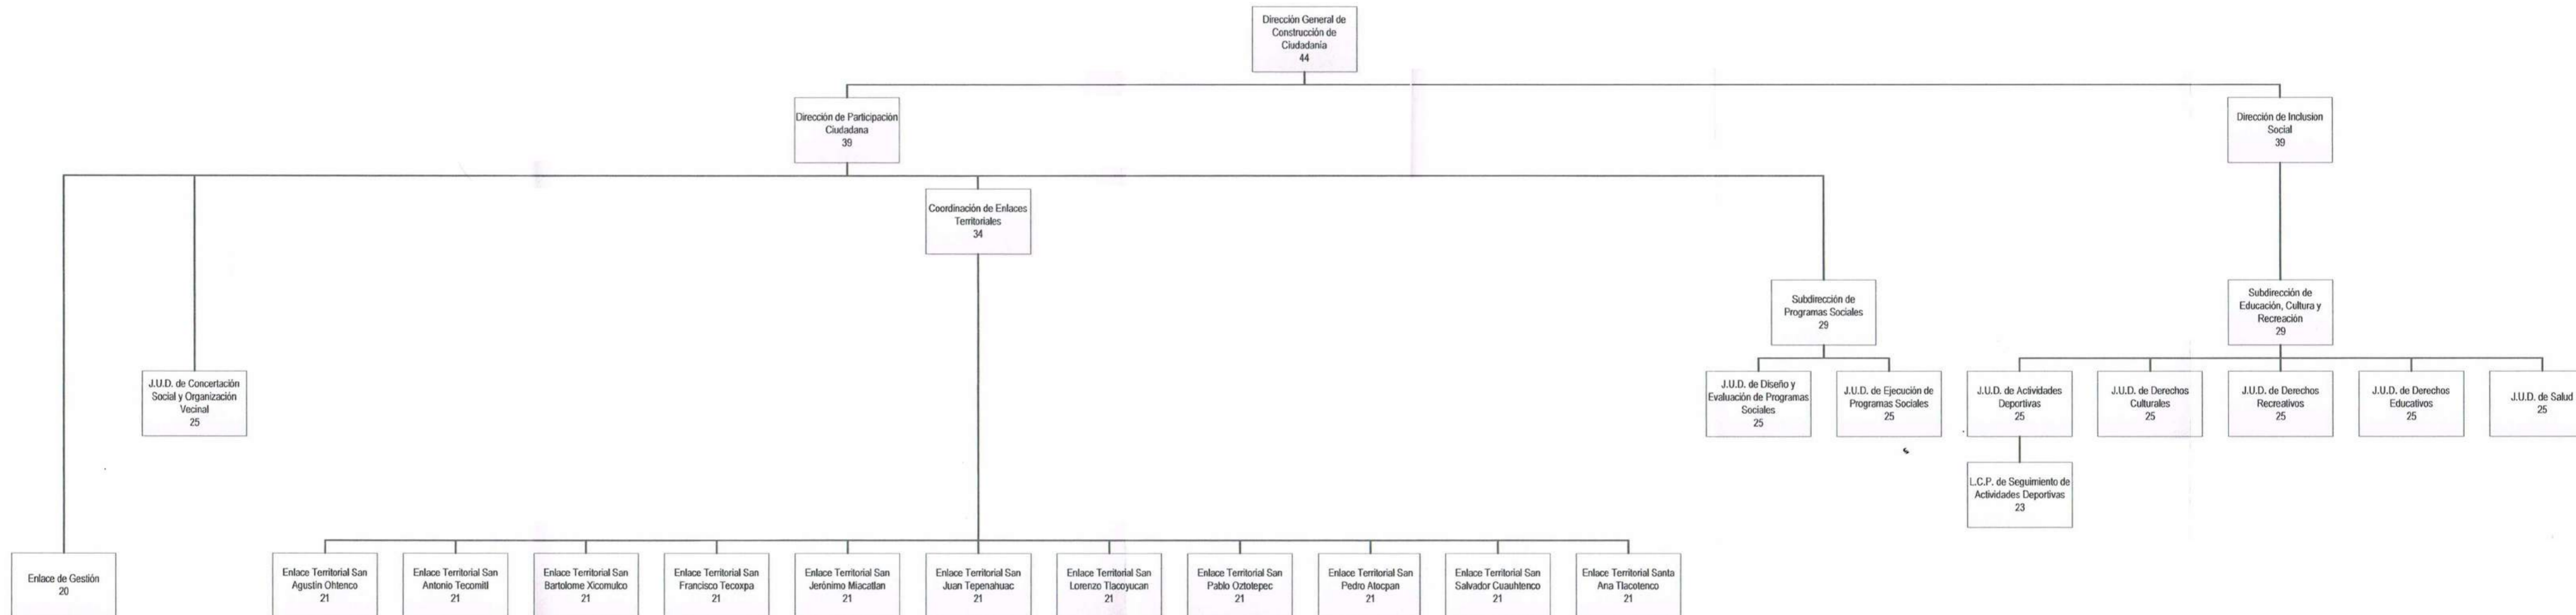 Dirección General de
Construcción de
Ciudadanía
44
Dirección de Participación
Ciudadana
39
Dirección de Inclusion
Social
39
Coordinación de Enlaces
Territoriales
34
Subdirección de
Programas Sociales
29
Subdirección de
Educación, Cultura y
Recreación
29
J.U.D. de Concertación
Social y Organización
Vecinal
25
J.U.D. de Diseño y
Evaluación de Programas
Sociales
25
J.U.D. de Ejecución de
Programas Sociales
25
J.U.D. de Actividades
Deportivas
25
J.U.D. de Derechos
Culturales
25
J.U.D. de Derechos
Recreativos
25
J.U.D. de Derechos
Educativos
25
J.U.D. de Salud
25
L.C.P. de Seguimiento de
Actividades Deportivas
23
Enlace de Gestión
20
Enlace Territorial San
Agustin Ohtenco
21
Enlace Territorial San
Antonio Tecomitl
21
Enlace Territorial San
Bartolome Xicomulco
21
Enlace Territorial San
Francisco Tecoxpa
21
Enlace Territorial San
Jerónimo Miacatlan
21
Enlace Territorial San
Juan Tepenahuac
21
Enlace Territorial San
Lorenzo Tlacoyucan
21
Enlace Territorial San
Pablo Oztotepec
21
Enlace Territorial San
Pedro Atocpan
21
Enlace Territorial San
Salvador Cuauhtenco
21
Enlace Territorial Santa
Ana Tlacotenco
21